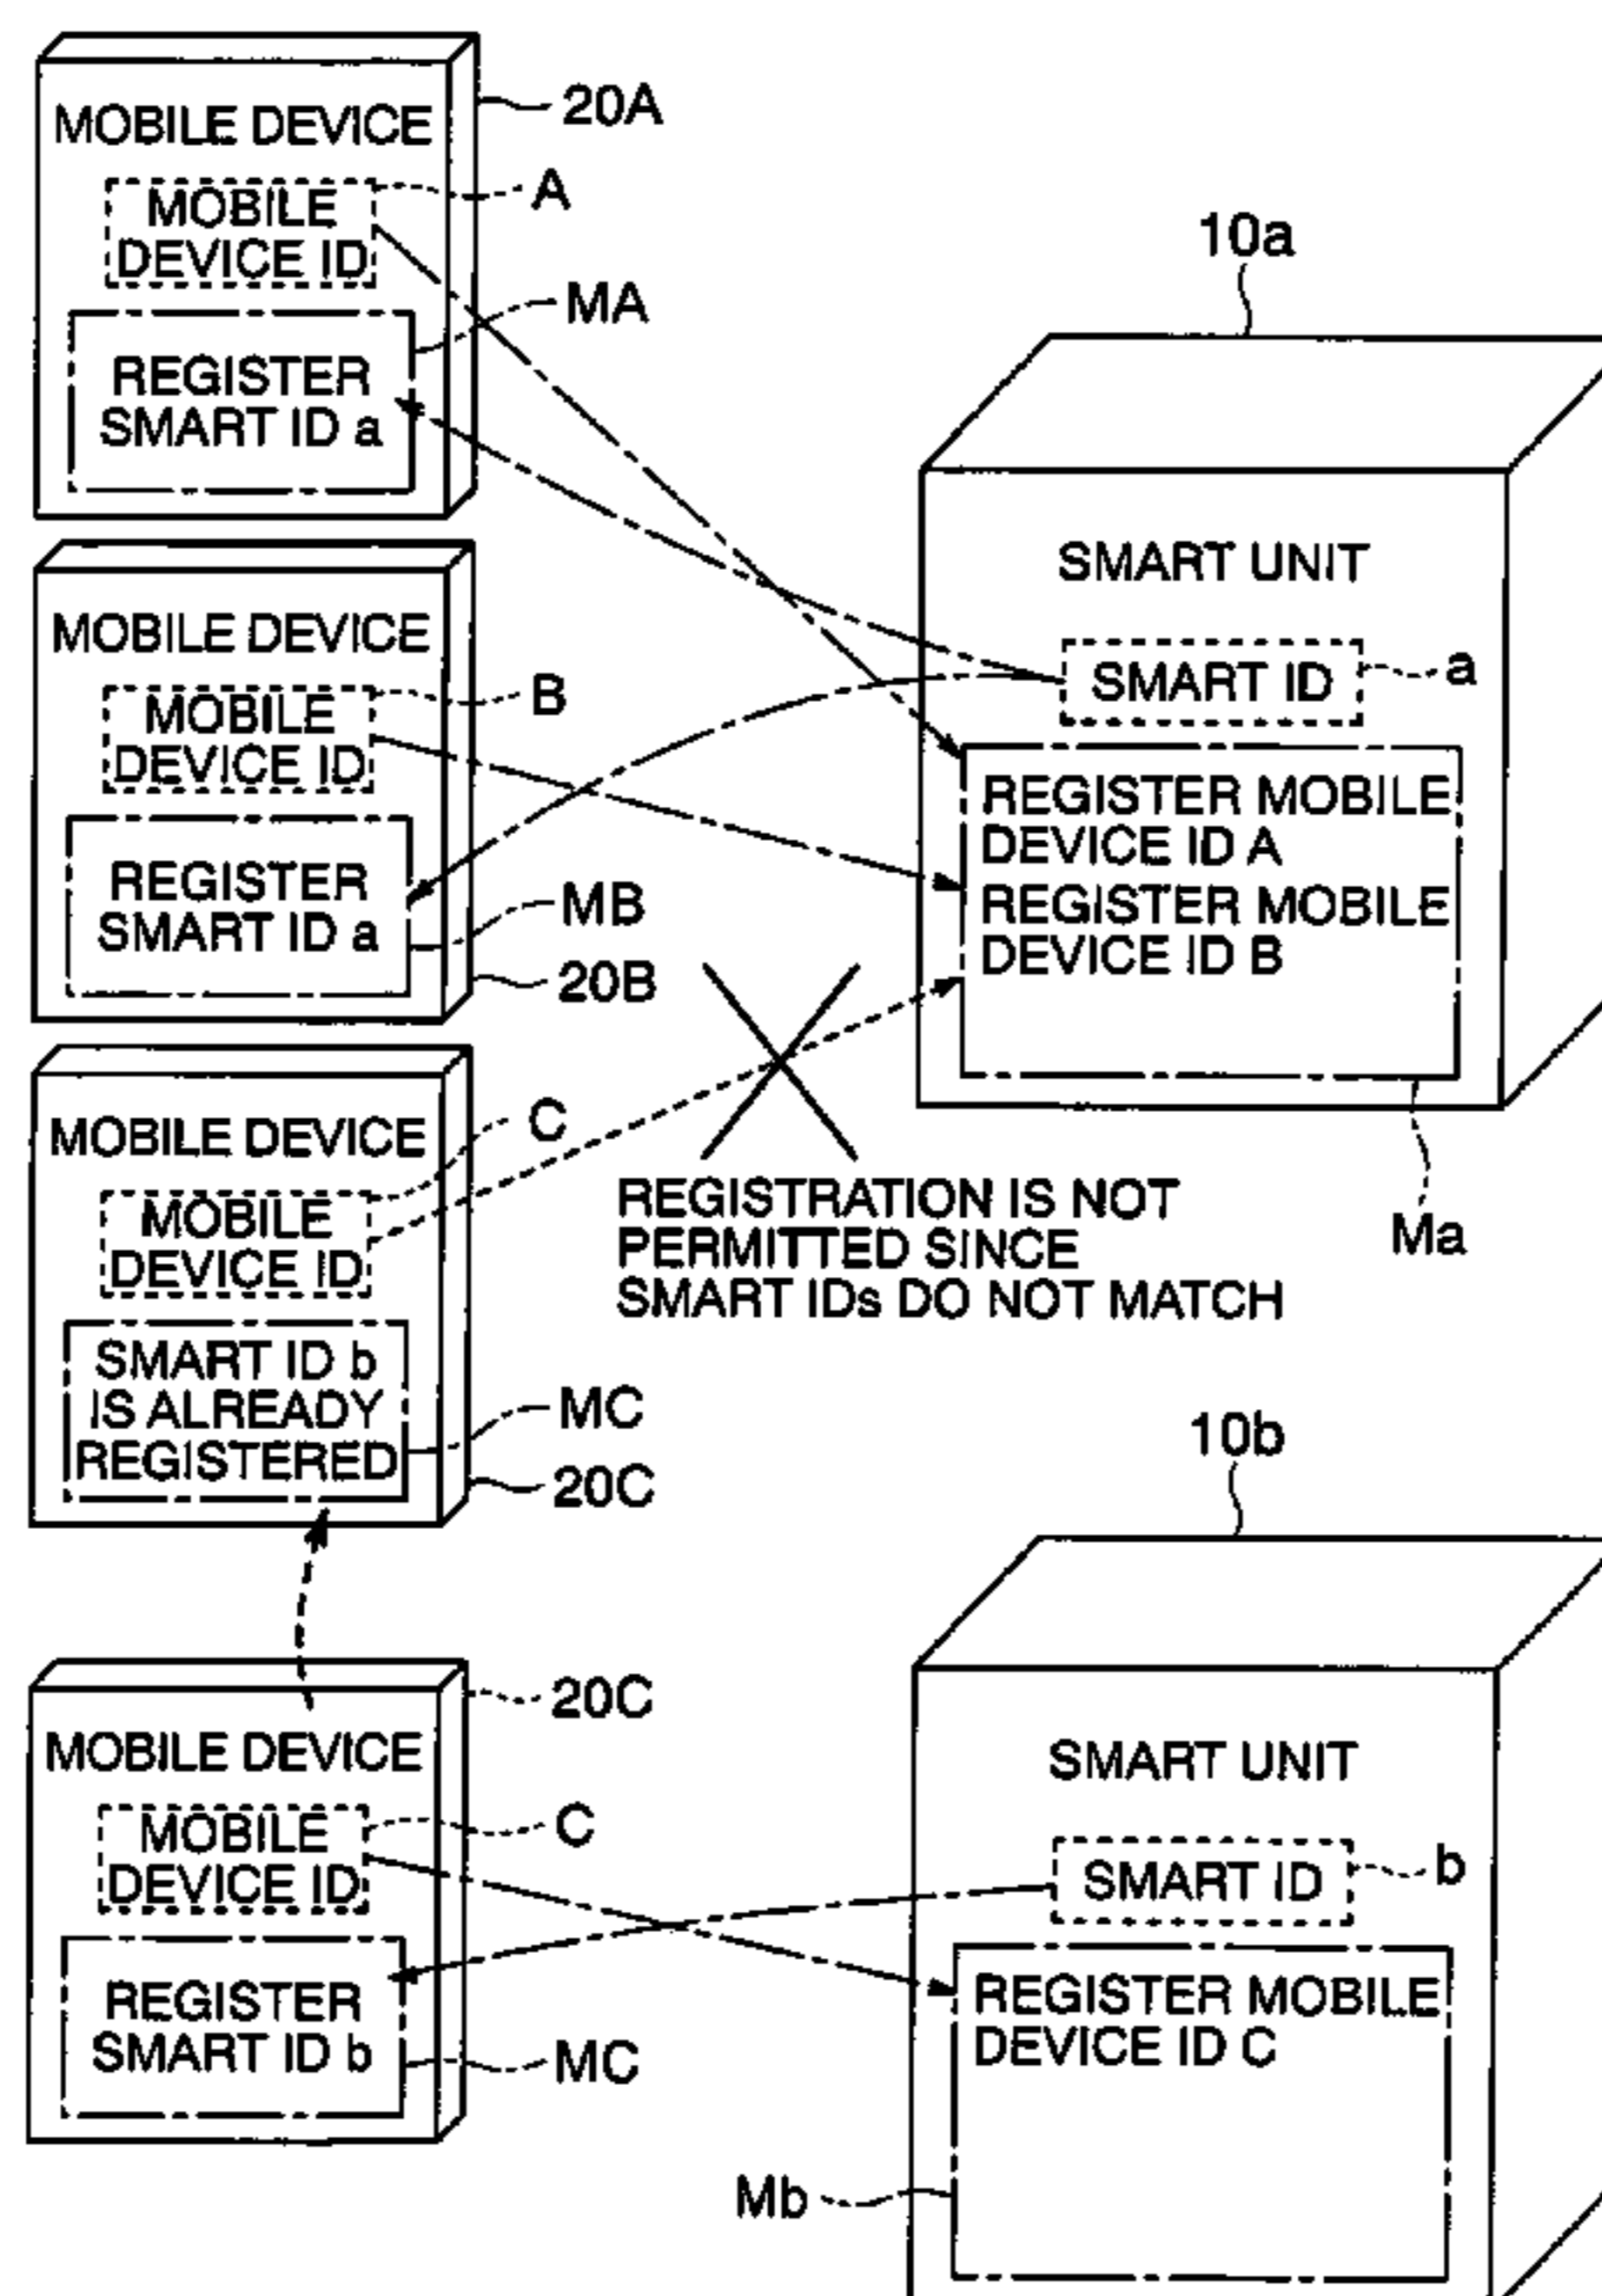 MOBILE DEVICE
20A
MOBILE
DEVICE ID
A
MA
REGISTER
SMART ID a
10a
SMART UNIT
SMART ID
a
REGISTER MOBILE
DEVICE ID A
REGISTER MOBILE
DEVICE ID B
Ma
MOBILE DEVICE
MOBILE
DEVICE ID
B
REGISTER
SMART ID a
MB
20B
MOBILE DEVICE
C
MOBILE
DEVICE ID
REGISTRATION IS NOT
PERMITTED SINCE
SMART IDs DO NOT MATCH
SMART ID b
IS ALREADY
REGISTERED
MC
20C
10b
20C
MOBILE DEVICE
MOBILE
DEVICE ID
C
REGISTER
SMART ID b
MC
SMART UNIT
SMART ID
b
REGISTER MOBILE
DEVICE ID C
Mb